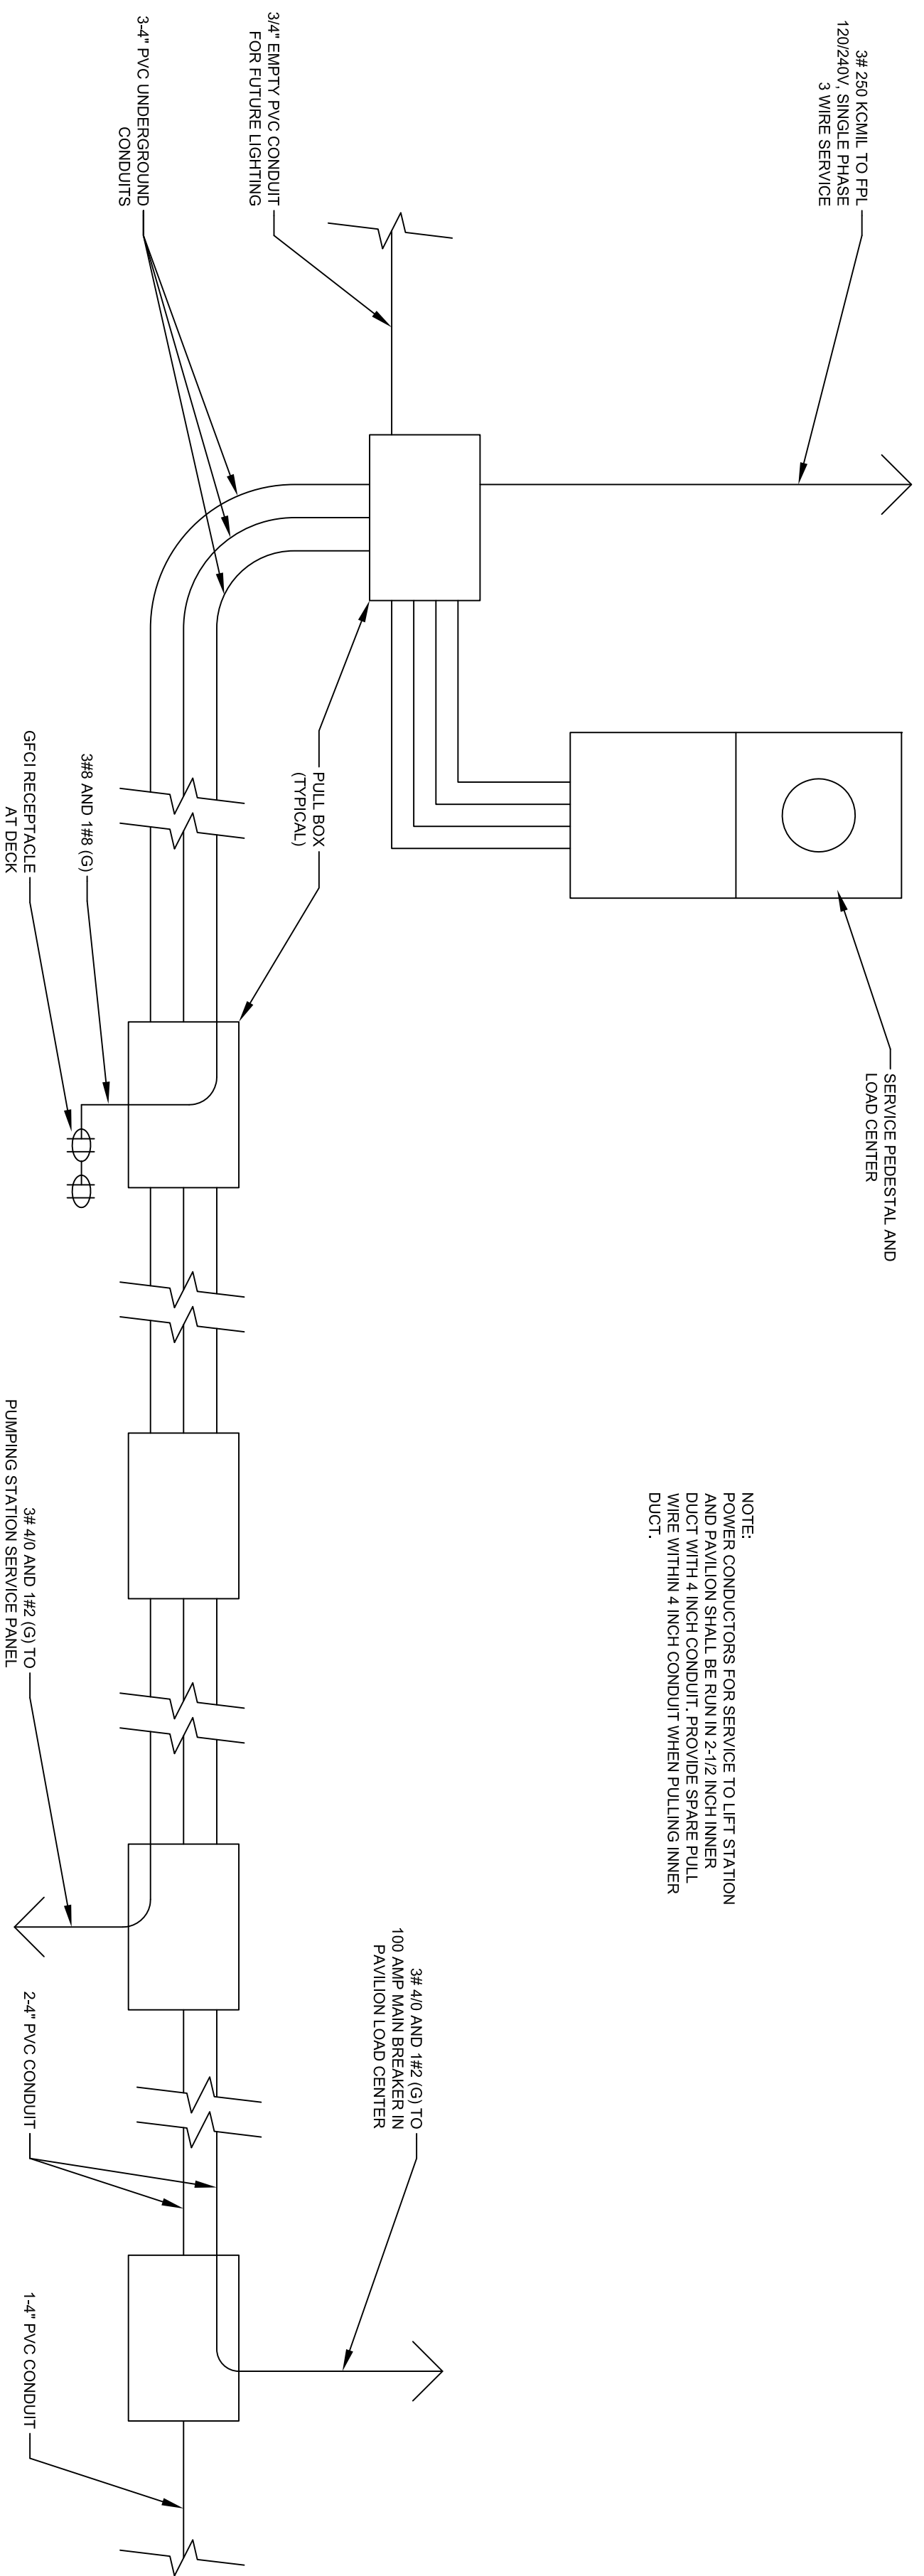 3# 250 KCMIL TO FPL
120/240V, SINGLE PHASE
3 WIRE SERVICE
SERVICE PEDESTAL AND
LOAD CENTER
NOTE:
POWER CONDUCTORS FOR SERVICE TO LIFT STATION
AND PAVILION SHALL BE RUN IN 2-1/2 INCH INNER
DUCT WITH 4 INCH CONDUIT. PROVIDE SPARE PULL
WIRE WITHIN 4 INCH CONDUIT WHEN PULLING INNER
DUCT.
3/4" EMPTY PVC CONDUIT
FOR FUTURE LIGHTING
PULL BOX
(TYPICAL)
3# 4/0 AND 1#2 (G) TO
100 AMP MAIN BREAKER IN
PAVILION LOAD CENTER
3-4" PVC UNDERGROUND
CONDUITS
3#8 AND 1#8 (G)
GFCI RECEPTACLE
AT DECK
3# 4/0 AND 1#2 (G) TO
PUMPING STATION SERVICE PANEL
2-4" PVC CONDUIT
1-4" PVC CONDUIT